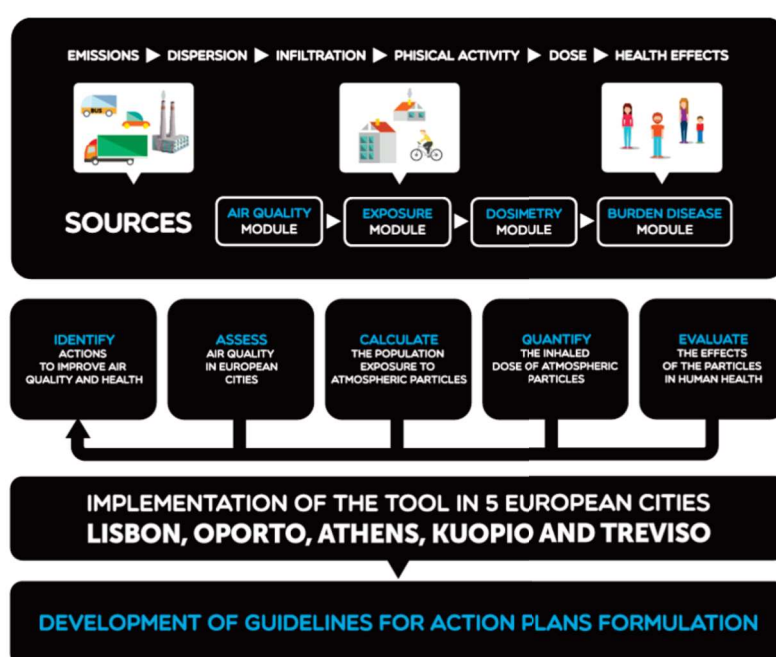 EMISSIONS DISPERSION INFILTRATION PHISICAL ACTIVITY DOSE HEALTH EFFECTS
BUS
SOURCES
AIR QUALITY
MODULE
EXPOSURE
MODULE
DOSIMETRY
MODULE
BURDEN DISEASE
MODULE
IDENTIFY
ACTIONS
TO IMPROVE AIR
QUALITY AND HEALTH
ASSESS
AIR QUALITY
IN EUROPEAN
CITIES
CALCULATE
THE POPULATION
EXPOSURE TO
ATMOSPHERIC PARTICLES
QUANTIFY
THE INHALED
DOSE OF ATMOSPHERIC
PARTICLES
EVALUATE
THE EFFECTS
OF THE PARTICLES
IN HUMAN HEALTH
IMPLEMENTATION OF THE TOOL IN 5 EUROPEAN CITIES
LISBON, OPORTO, ATHENS, KUOPIO AND TREVISO
DEVELOPMENT OF GUIDELINES FOR ACTION PLANS FORMULATION